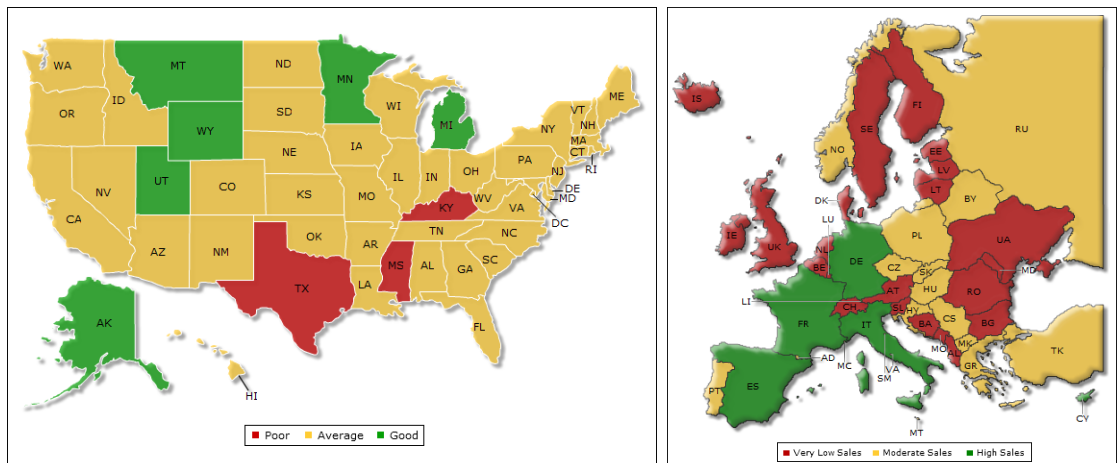 WA
MT
ND
MN
ME
OR
ID
SD
WI
MI
VT
NH
NY
MA
CT
RI
WY
NE
IA
PA
NJ
NV
UT
CO
KS
MO
IL
IN
OH
WV
VA
DE
MD
DC
CA
KY
TN
NC
AZ
NM
OK
AR
MS
AL
GA
SC
TX
LA
FL
AK
HI
Poor Average Good
IS
FI
SE
RU
NO
EE
LV
LT
DK
LU
BY
IE
UK
NL
BE
DE
PL
UA
CZ
SK
MD
HU
AT
RO
LI
CH
SL
HY
BA
CS
BG
FR
IT
MO
AL
MK
TK
AD
MC
SM
VA
GR
PT
ES
CY
MT
Very Low Sales Moderate Sales High Sales